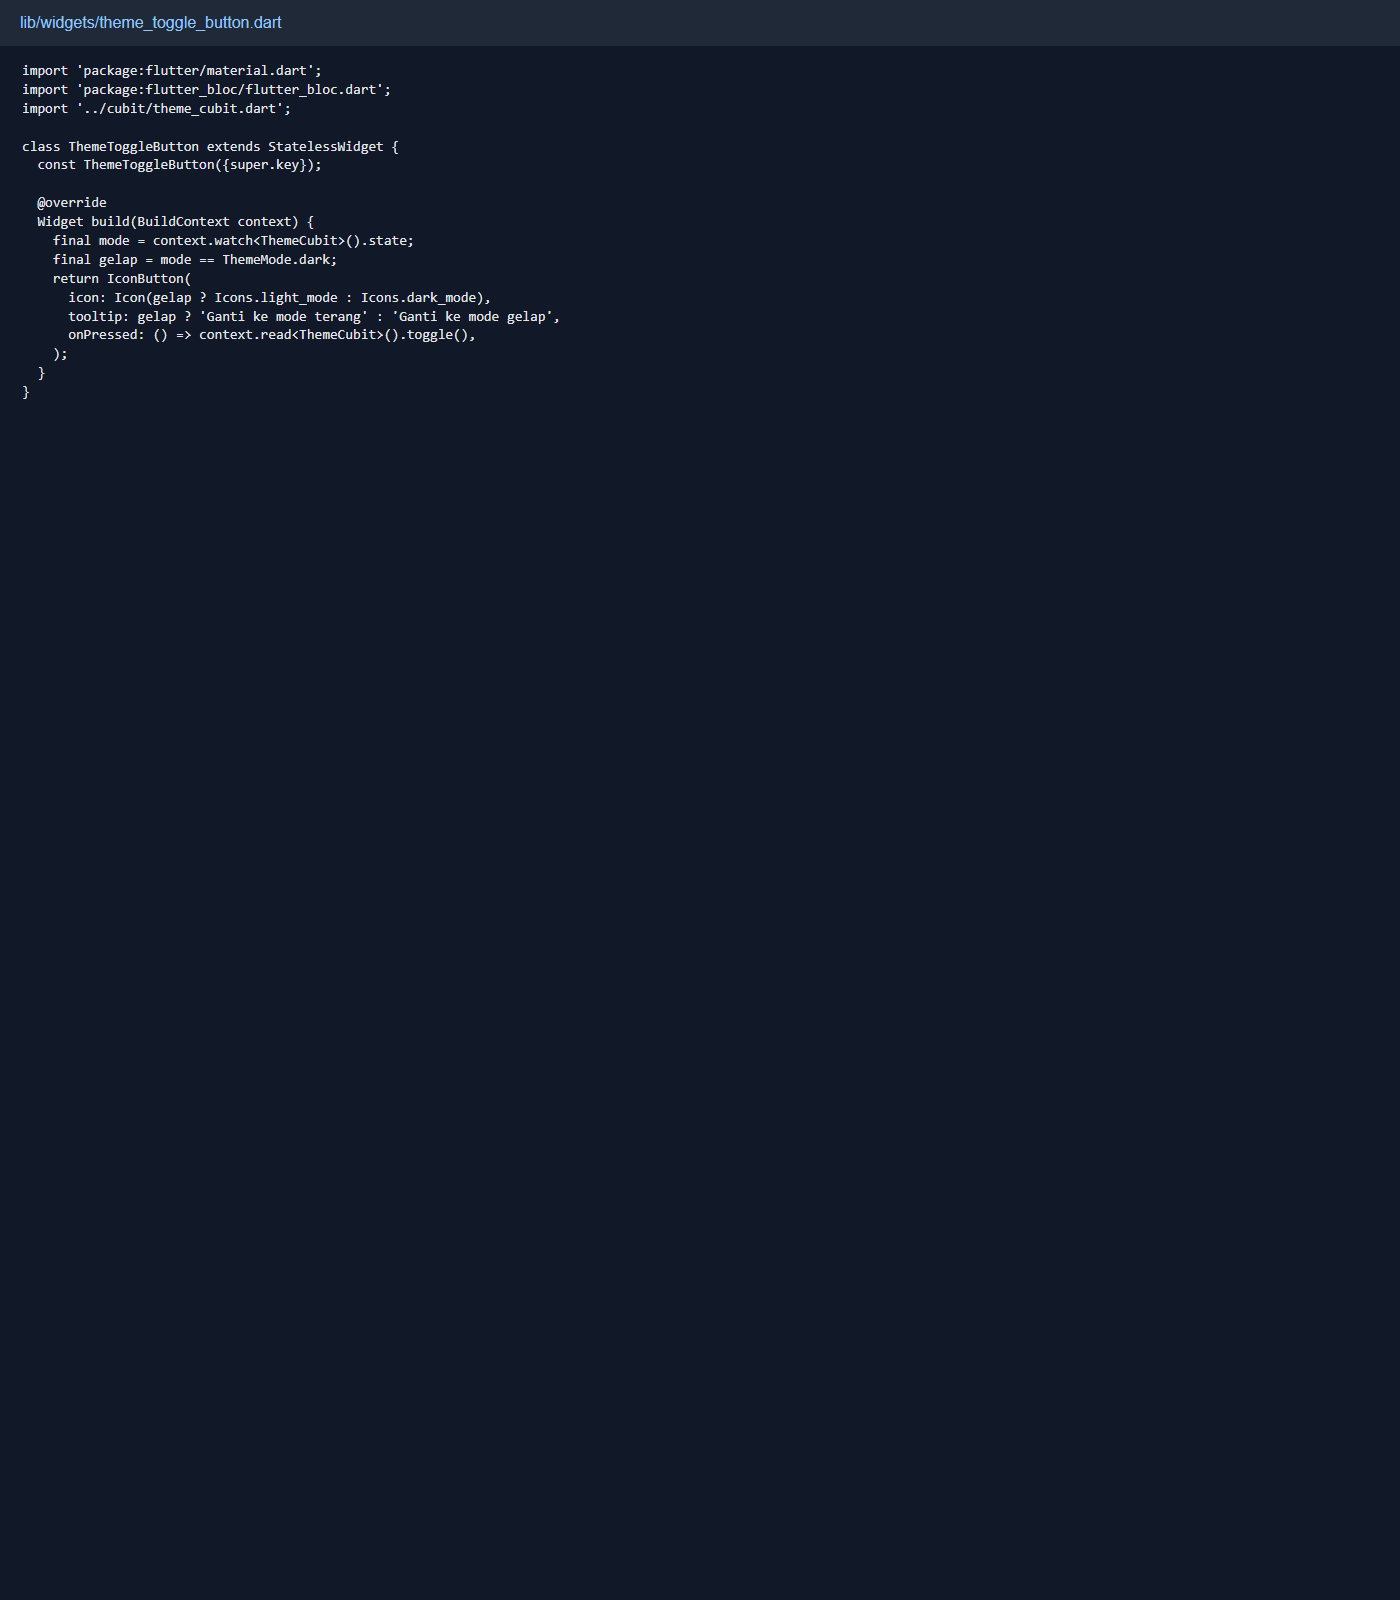 lib/widgets/theme_toggle_button.dart
import 'package:flutter/material.dart';
import 'package:flutter_bloc/flutter_bloc.dart';
import '../cubit/theme_cubit.dart';

class ThemeToggleButton extends StatelessWidget {
  const ThemeToggleButton({super.key});

  @override
  Widget build(BuildContext context) {
    final mode = context.watch<ThemeCubit>().state;
    final gelap = mode == ThemeMode.dark;
    return IconButton(
      icon: Icon(gelap ? Icons.light_mode : Icons.dark_mode),
      tooltip: gelap ? 'Ganti ke mode terang' : 'Ganti ke mode gelap',
      onPressed: () => context.read<ThemeCubit>().toggle(),
    );
  }
}